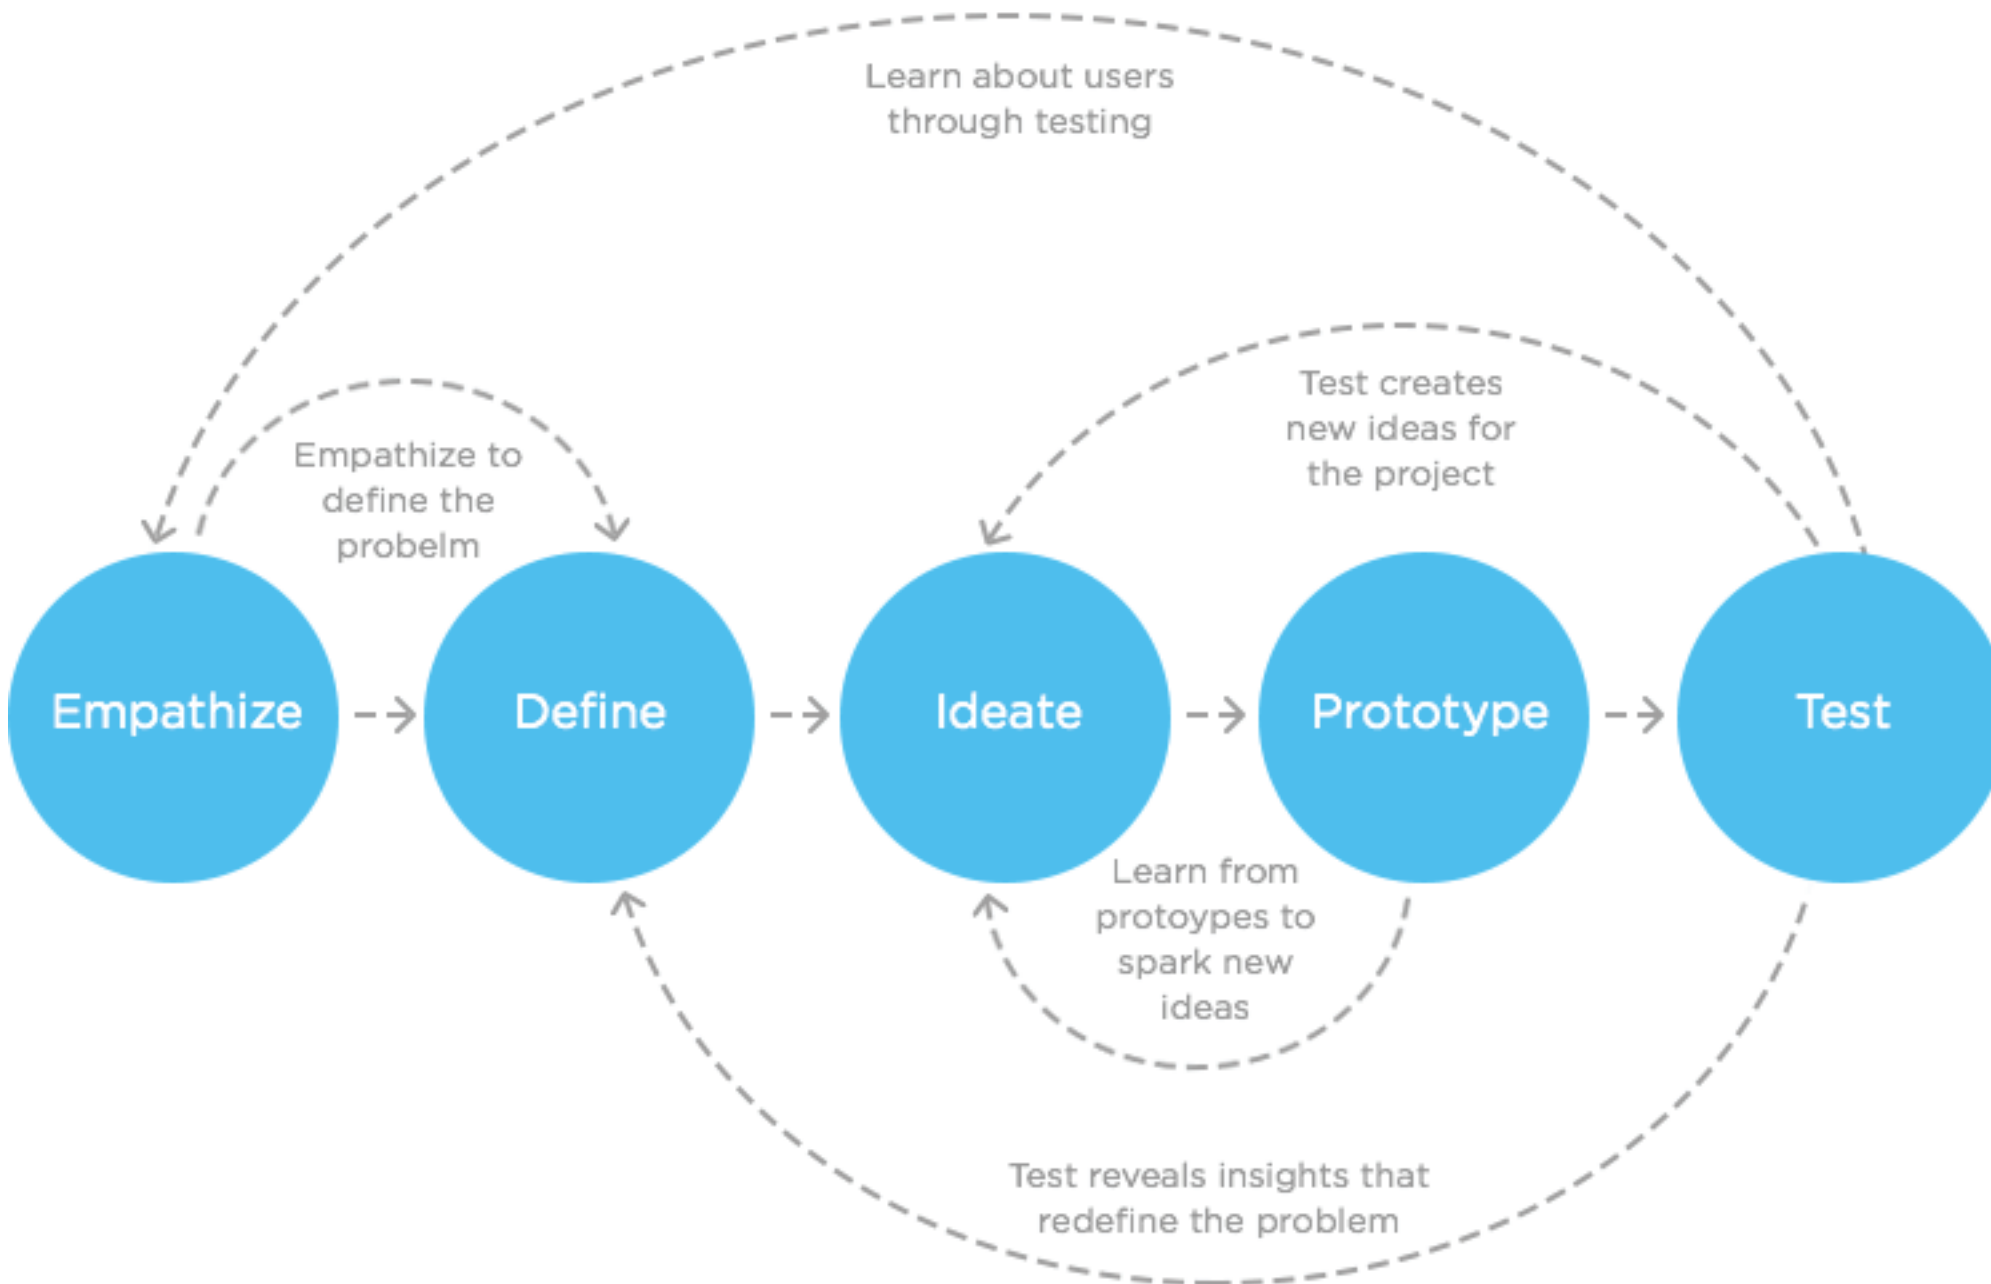 Learn about users
through testing
Test creates
new ideas for
the project
Empathize to
define the
probelm
Empathize
Define
Ideate
Prototype
Test
Learn from
protoypes to
spark new
ideas
Test reveals insights that
redefine the problem